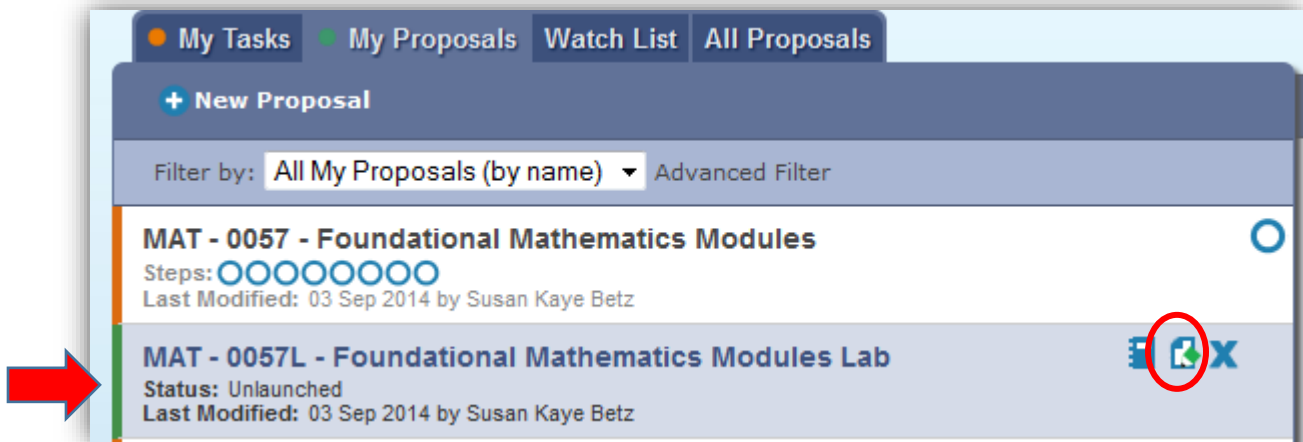 My Tasks My Proposals Watch List All Proposals
New Proposal
Filter by: All My Proposals (by name) Advanced Filter
MAT - 0057 - Foundational Mathematics Modules
Steps:
Last Modified: 03 Sep 2014 by Susan Kaye Betz
MAT - 0057L - Foundational Mathematics Modules Lab
Status: Unlaunched
Last Modified: 03 Sep 2014 by Susan Kaye Betz